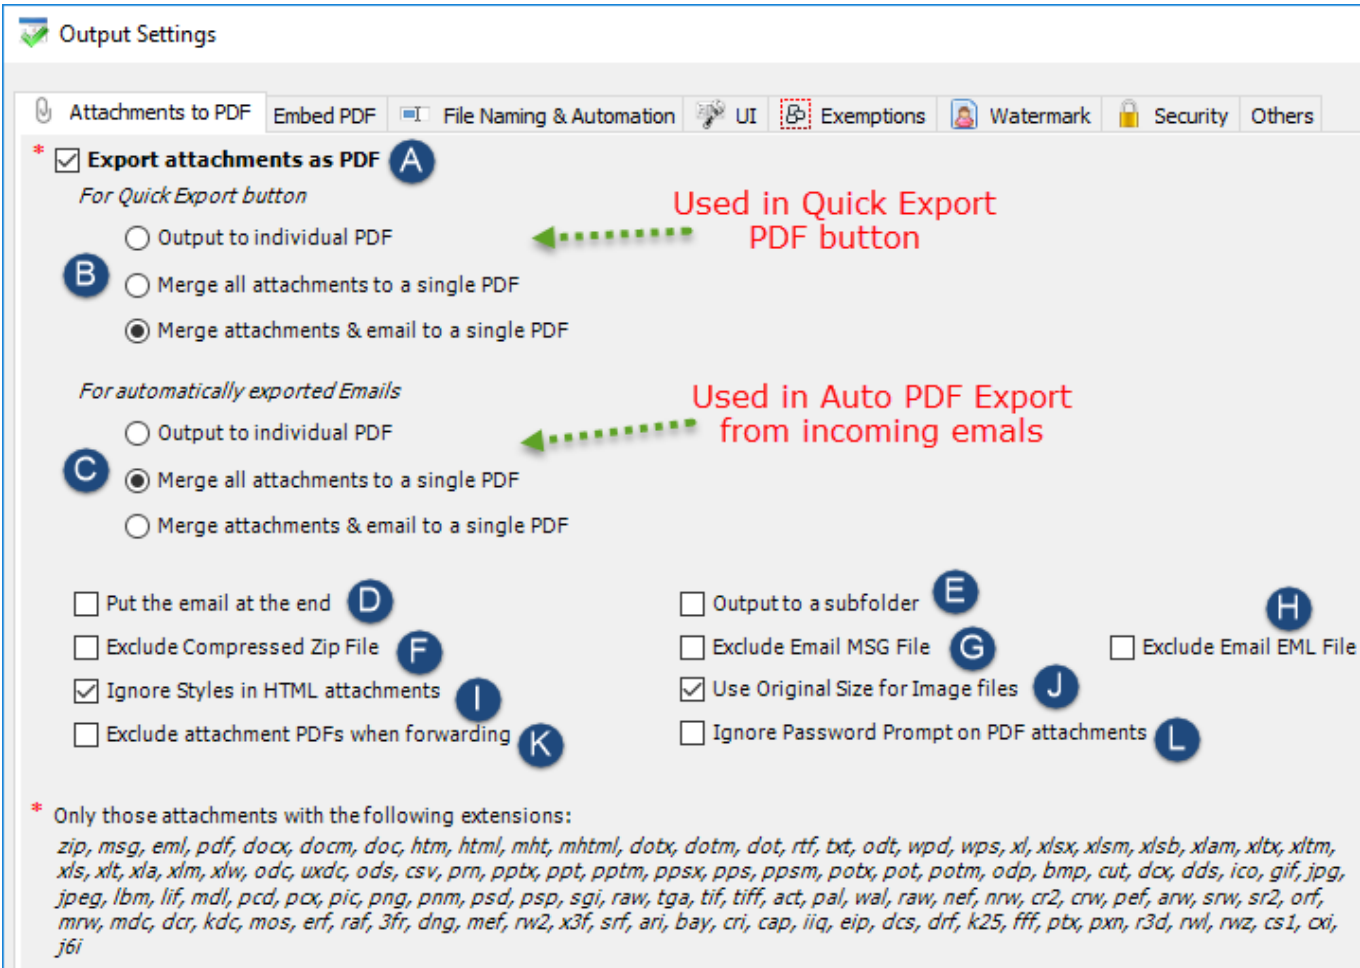 Output Settings
Attachments to PDF Embed PDF File Naming & Automation UI Exemptions Watermark Security Others
* Export attachments as PDF A
For Quick Export button
Used in Quick Export
PDF button
Output to individual PDF
B
Merge all attachments to a single PDF
Merge attachments & email to a single PDF
For automatically exported Emails
Used in Auto PDF Export
from incoming emals
Output to individual PDF
C
Merge all attachments to a single PDF
Merge attachments & email to a single PDF
Put the email at the end D Output to a subfolder E H
Exclude Compressed Zip File F Exclude Email MSG File G Exclude Email EML File
Ignore Styles in HTML attachments I Use Original Size for Image files J
Exclude attachment PDFs when forwarding K Ignore Password Prompt on PDF attachments L
* Only those attachments with the following extensions:
zip, msg, eml, pdf, docx, docm, doc, htm, html, mht, mhtml, dotx, dotm, dot, rtf, txt, odt, wpd, wps, xl, xlsx, xlsm, xlsb, xlam, xltx, xltm,
xls, xlt, xla, xlm, xlw, odc, uxdc, ods, csv, prn, pptx, ppt, pptm, ppsx, pps, ppsm, potx, pot, potm, odp, bmp, cut, dcx, dds, ico, gif, jpg,
jpeg, lbm, lif, mdl, pcd, pcx, pic, png, pnm, psd, psp, sgi, raw, tga, tif, tiff, act, pal, wal, raw, nef, nrw, cr2, crw, pef, arw, srw, sr2, orf,
mrw, mdc, dcr, kdc, mos, erf, raf, 3fr, dng, mef, rw2, x3f, srf, ari, bay, cri, cap, iiq, eip, dcs, drf, k25, fff, ptx, pxn, r3d, rwl, rwz, cs1, cxi,
j6i